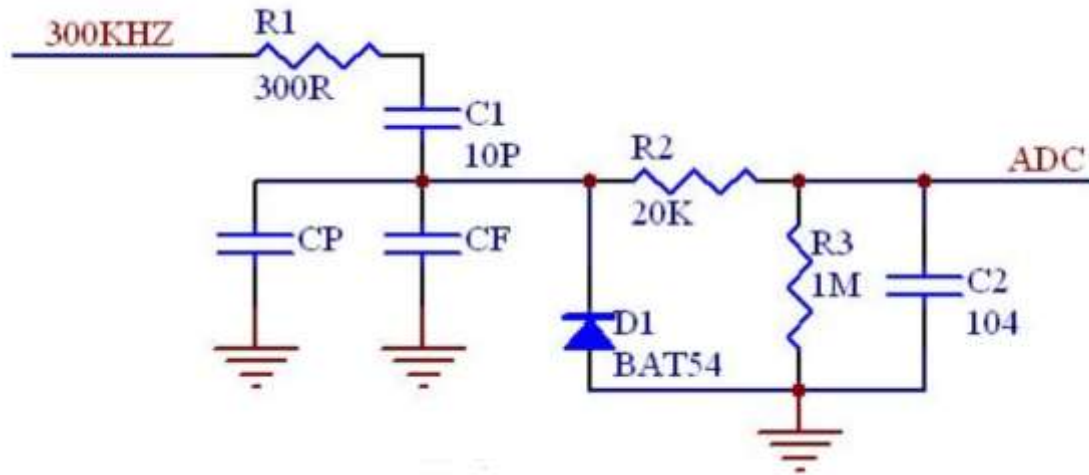 300KHZ
R1
300R
C1
10P
R2
20K
ADC
CP
CF
R3
1M
C2
104
D1
BAT54